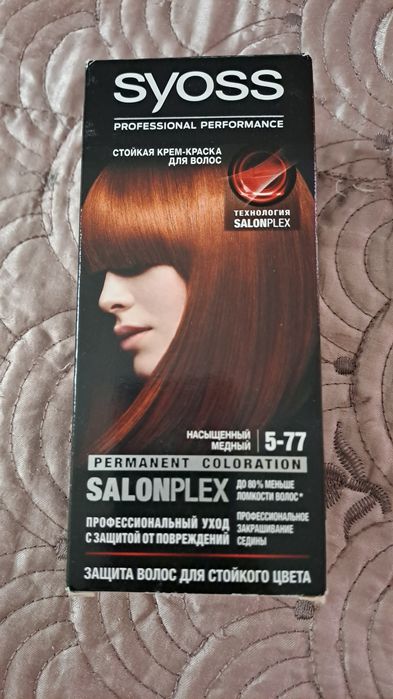 syoss
PROFESSIONAL PERFORMANCE
СТОЙКАЯ КРЕМ-КРАСКА
ДЛЯ ВОЛОС
ТЕХНОЛОГИЯ
SALONPLEX
НАСЫЩЕННЫЙ
МЕДНЫЙ
5-77
PERMANENT COLORATION
SALONPLEX
ДО 80% МЕНЬШЕ
ЛОМКОСТИ ВОЛОС*
ПРОФЕССИОНАЛЬНЫЙ УХОД
С ЗАЩИТОЙ ОТ ПОВРЕЖДЕНИЙ
ПРОФЕССИОНАЛЬНОЕ
ЗАКРАШИВАНИЕ
СЕДИНЫ
ЗАЩИТА ВОЛОС ДЛЯ СТОЙКОГО ЦВЕТА